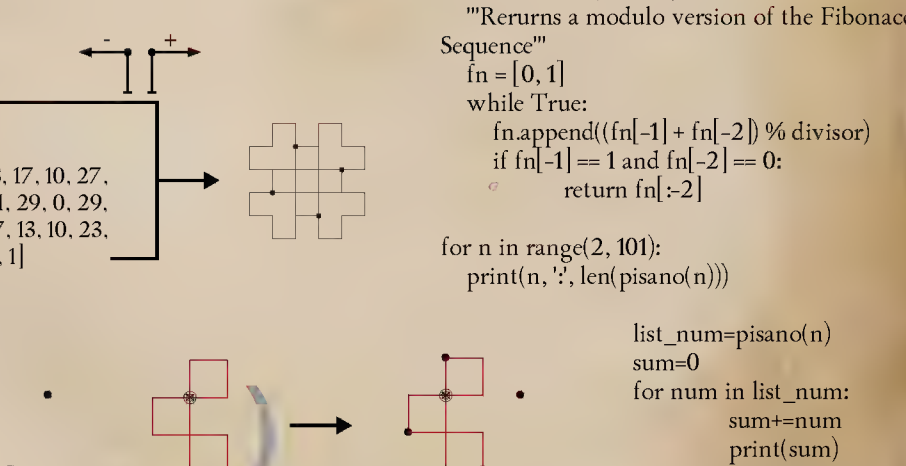 '''Rerurns a modulo version of the
Sequence'''
fn = [0, 1]
while True:
fn.append((fn[-1] + fn[-2]) % divisor)
if fn[-1] == 1 and fn[-2] == 0:
return fn[:-2]
- +
17, 10, 27,
29, 0, 29,
13, 10, 23,
1]
for n in range(2, 101):
print(n, ':', len(pisano(n)))
list_num=pisano(n)
sum=0
for num in list_num:
sum+=num
print(sum)